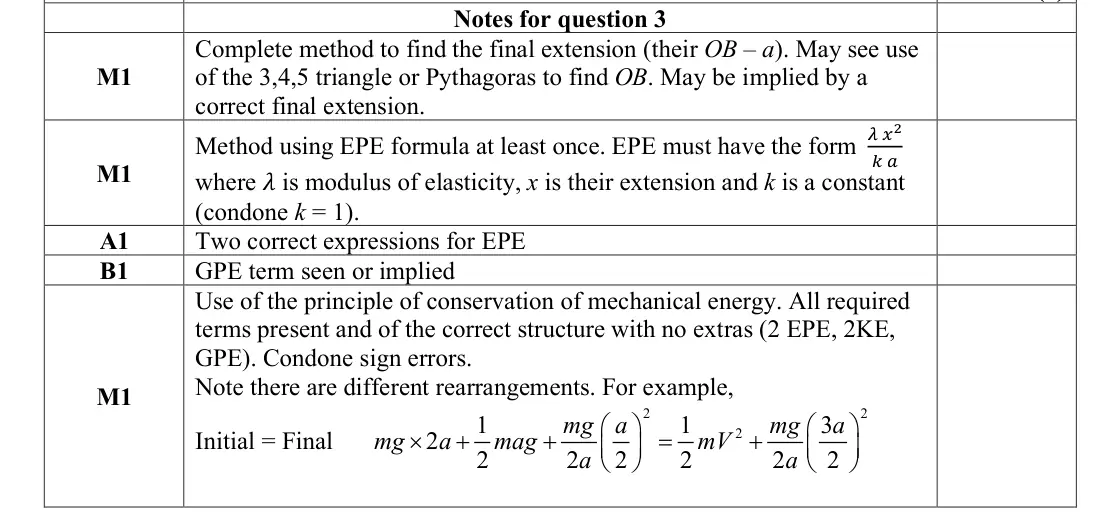 Notes for question 3
M1
Complete method to find the final extension (their OB – a). May see use
of the 3,4,5 triangle or Pythagoras to find OB. May be implied by a
correct final extension.
M1
Method using EPE formula at least once. EPE must have the form λ x²/k a
where λ is modulus of elasticity, x is their extension and k is a constant
(condone k = 1).
A1
Two correct expressions for EPE
B1
GPE term seen or implied
M1
Use of the principle of conservation of mechanical energy. All required
terms present and of the correct structure with no extras (2 EPE, 2KE,
GPE). Condone sign errors.
Note there are different rearrangements. For example,
Initial = Final mg × 2a + 1/2 mag + mg/2a (a/2)² = 1/2 mV² + mg/2a (3a/2)²